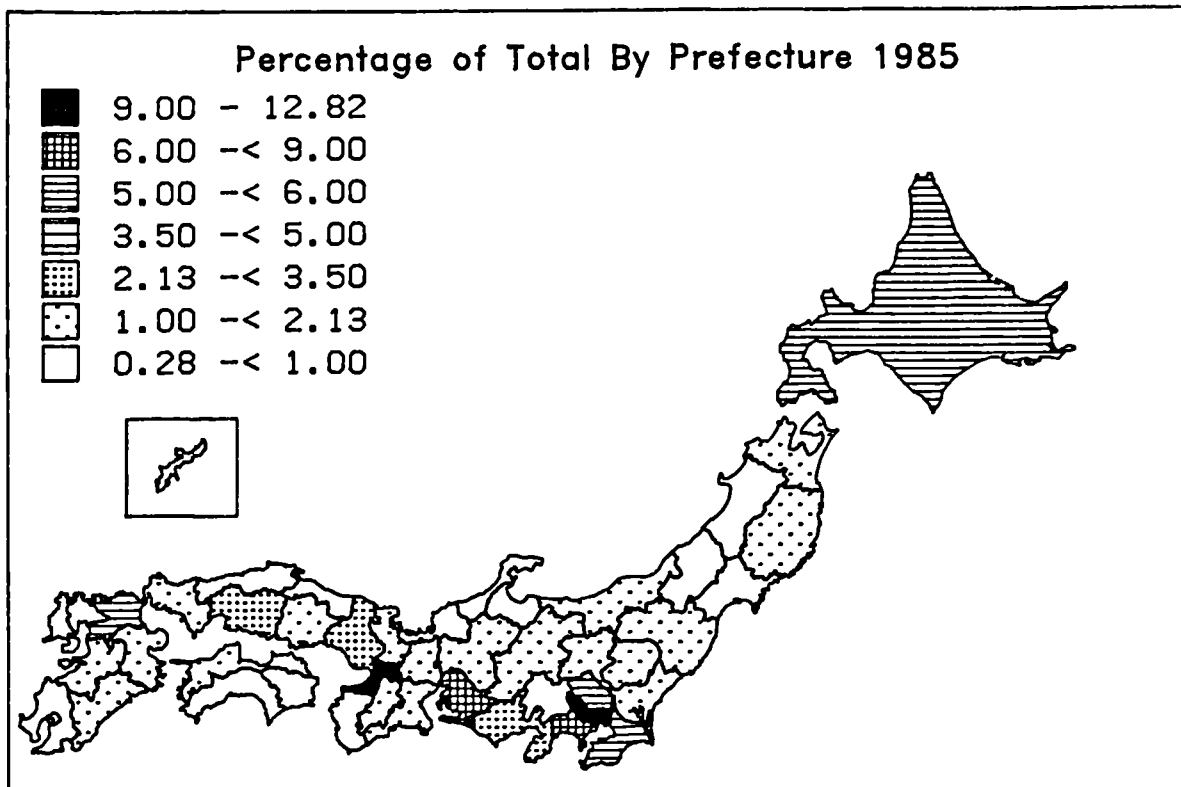 Percentage of Total By Prefecture 1985
9.00 - 12.82
6.00 -< 9.00
5.00 -< 6.00
3.50 -< 5.00
2.13 -< 3.50
1.00 -< 2.13
0.28 -< 1.00